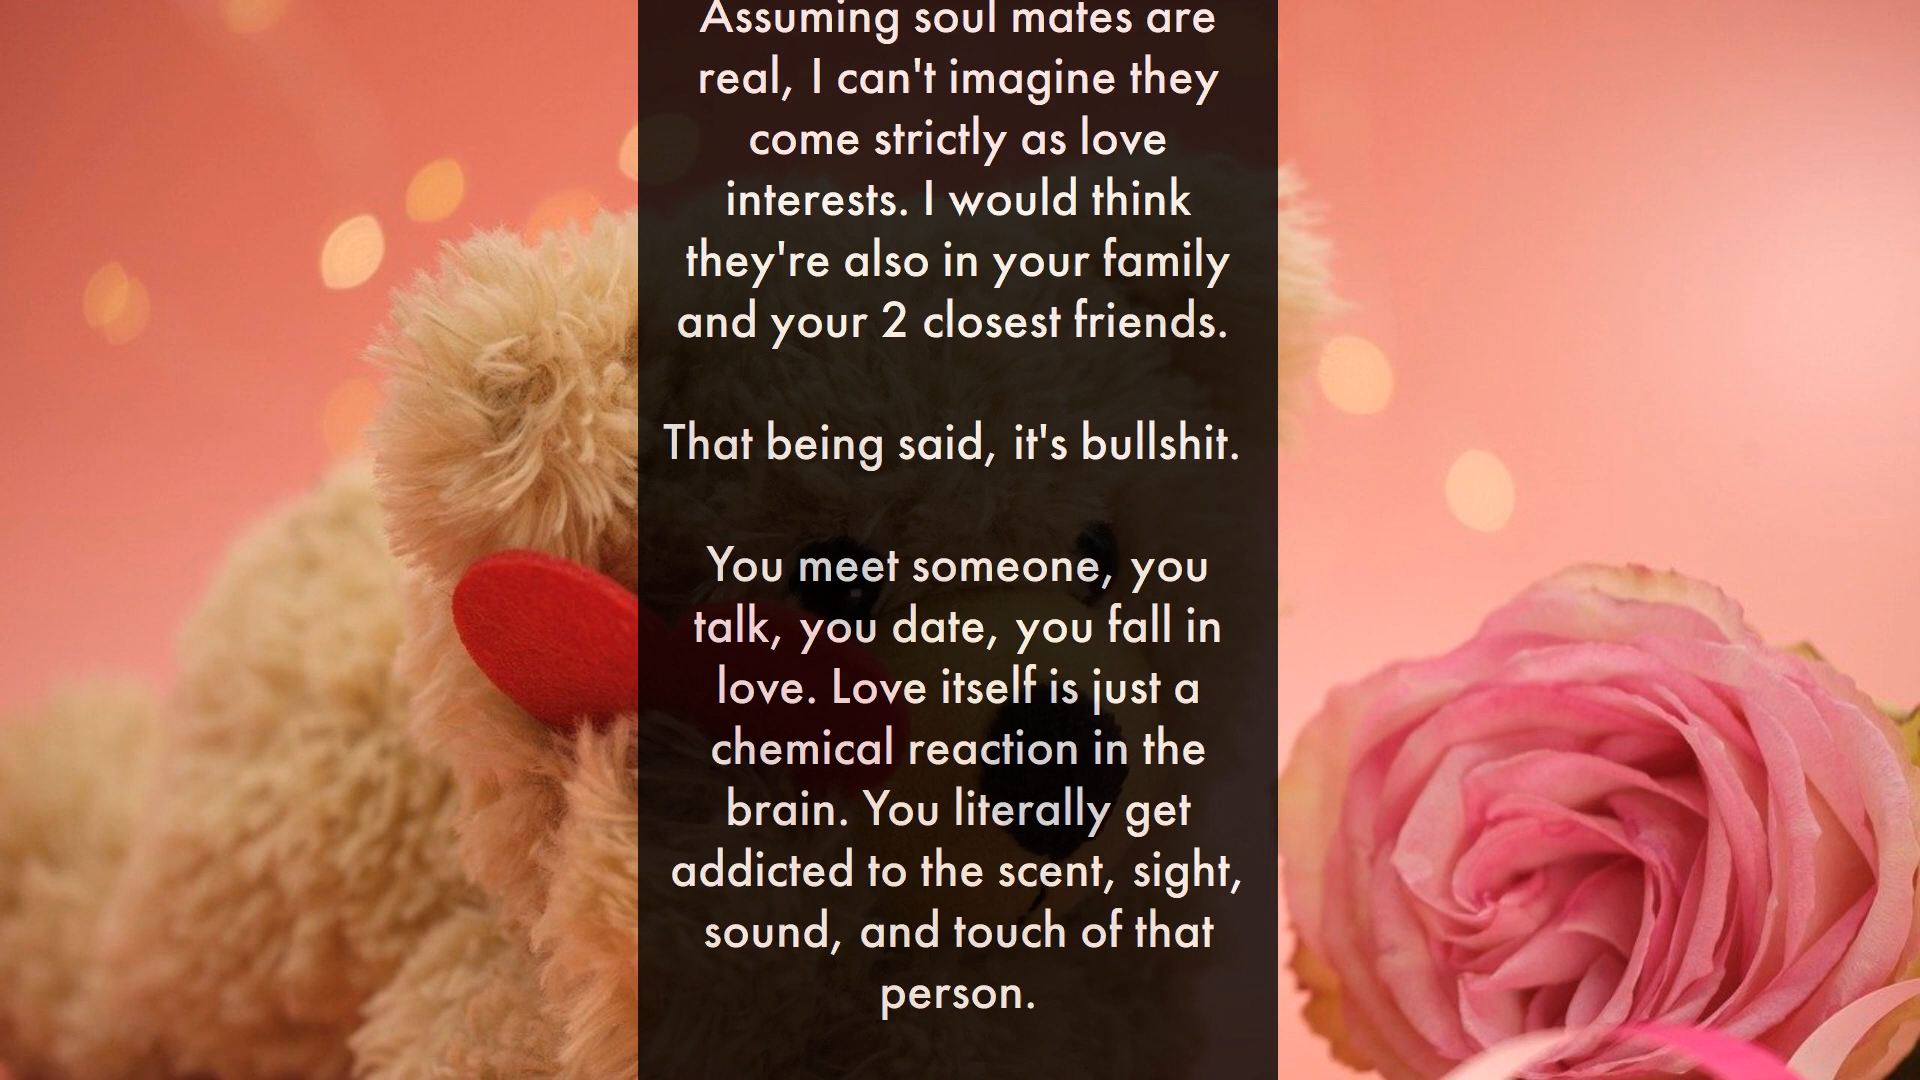 Assuming soul mates are
real, I can't imagine they
come strictly as love
interests. I would think
they're also in your family
and your 2 closest friends.
That being said, it's bullshit.
You meet someone, you
talk, you date, you fall in
love. Love itself is just a
chemical reaction in the
brain. You literally get
addicted to the scent, sight,
sound, and touch of that
person.